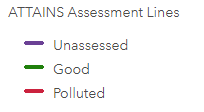 ATTAINS Assessment Lines
Unassessed
Good
Polluted